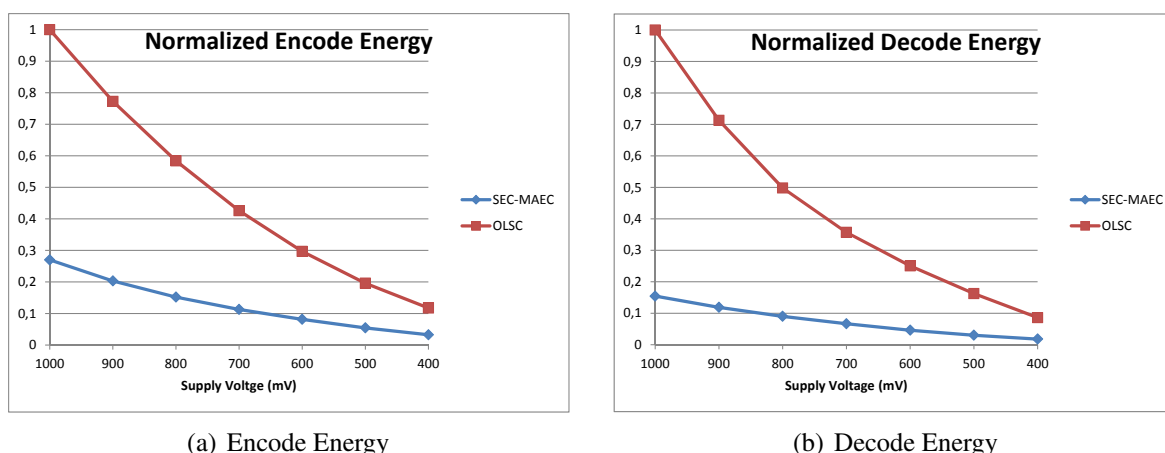 Normalized Encode Energy
1
0,9
0,8
0,7
0,6
0,5
0,4
0,3
0,2
0,1
0
1000 900 800 700 600 500 400
Supply Voltge (mV)
SEC-MAEC
OLSC
(a) Encode Energy
Normalized Decode Energy
1
0,9
0,8
0,7
0,6
0,5
0,4
0,3
0,2
0,1
0
1000 900 800 700 600 500 400
Supply Voltage (mV)
SEC-MAEC
OLSC
(b) Decode Energy